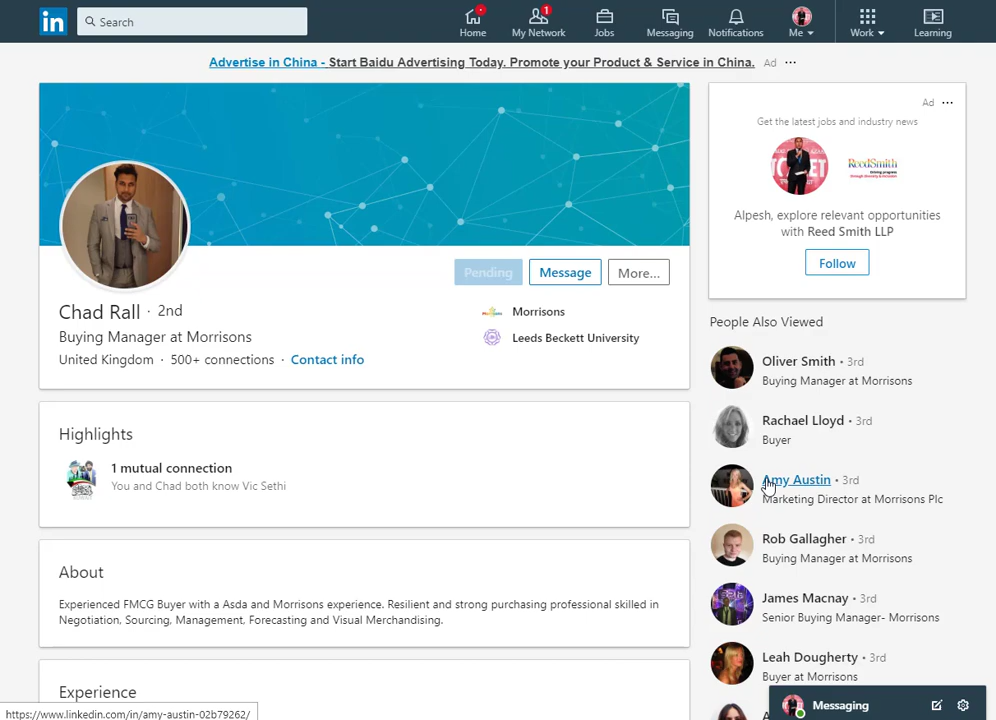 in
Search
Home
1
My Network
Jobs
Messaging
Notifications
Me
Work
Learning
Advertise in China - Start Baidu Advertising Today. Promote your Product & Service in China. Ad ...
Ad ...
Get the latest jobs and industry news
ReedSmith
Driving progress
through Diversity & Inclusion
Alpesh, explore relevant opportunities
with Reed Smith LLP
Follow
Pending
Message
More...
Chad Rall · 2nd
Buying Manager at Morrisons
United Kingdom · 500+ connections · Contact info
Morrisons
Leeds Beckett University
Highlights
1 mutual connection
You and Chad both know Vic Sethi
About
Experienced FMCG Buyer with a Asda and Morrisons experience. Resilient and strong purchasing professional skilled in
Negotiation, Sourcing, Management, Forecasting and Visual Merchandising.
Experience
People Also Viewed
Oliver Smith • 3rd
Buying Manager at Morrisons
Rachael Lloyd • 3rd
Buyer
Amy Austin • 3rd
Marketing Director at Morrisons Plc
Rob Gallagher • 3rd
Buying Manager at Morrisons
James Macnay • 3rd
Senior Buying Manager- Morrisons
Leah Dougherty • 3rd
Buyer at Morrisons
Messaging
https://www.linkedin.com/in/amy-austin-02b79262/